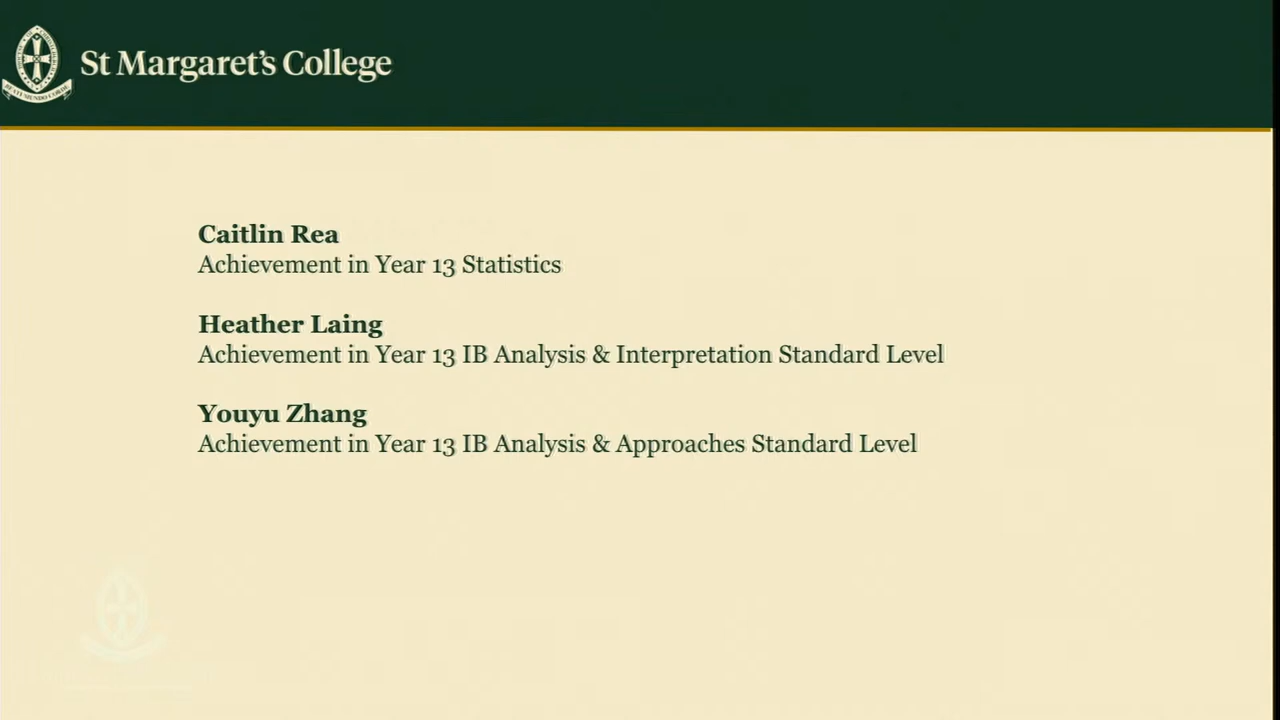 St Margaret's College
Caitlin Rea
Achievement in Year 13 Statistics
Heather Laing
Achievement in Year 13 IB Analysis & Interpretation Standard Level
Youyu Zhang
Achievement in Year 13 IB Analysis & Approaches Standard Level